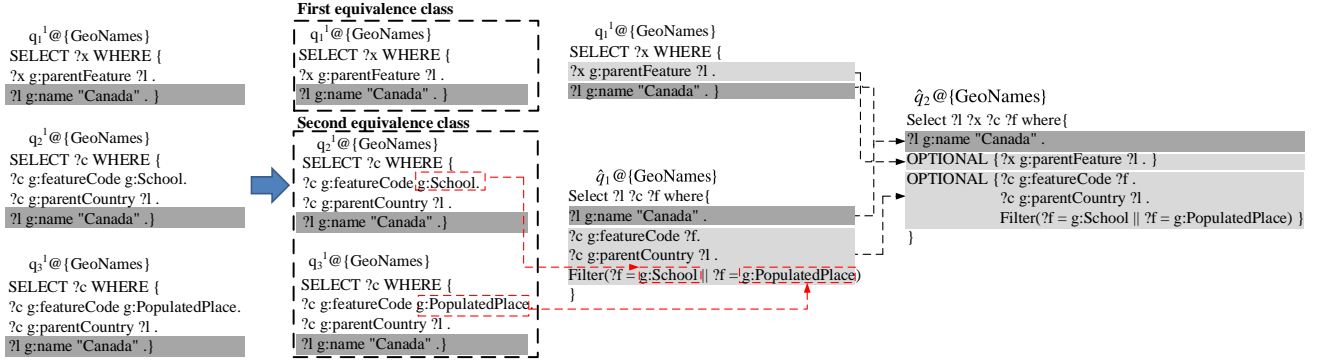 q₁¹@{GeoNames}
SELECT ?x WHERE {
?x g:parentFeature ?l .
?l g:name "Canada" . }
q₂¹@{GeoNames}
SELECT ?c WHERE {
?c g:featureCode g:School.
?c g:parentCountry ?l .
?l g:name "Canada" .}
q₃¹@{GeoNames}
SELECT ?c WHERE {
?c g:featureCode g:PopulatedPlace.
?c g:parentCountry ?l .
?l g:name "Canada" .}
First equivalence class
q₁¹@{GeoNames}
SELECT ?x WHERE {
?x g:parentFeature ?l .
?l g:name "Canada" . }
Second equivalence class
q₂¹@{GeoNames}
SELECT ?c WHERE {
?c g:featureCode g:School.
?c g:parentCountry ?l .
?l g:name "Canada" .}
q₃¹@{GeoNames}
SELECT ?c WHERE {
?c g:featureCode g:PopulatedPlace.
?c g:parentCountry ?l .
?l g:name "Canada" .}
q₁¹@{GeoNames}
SELECT ?x WHERE {
?x g:parentFeature ?l .
?l g:name "Canada" . }
q̂₁@{GeoNames}
Select ?l ?c ?f where{
?l g:name "Canada" .
?c g:featureCode ?f.
?c g:parentCountry ?l .
Filter(?f = g:School || ?f = g:PopulatedPlace)
}
q̂₂@{GeoNames}
Select ?l ?x ?c ?f where{
?l g:name "Canada" .
OPTIONAL {?x g:parentFeature ?l . }
OPTIONAL {?c g:featureCode ?f .
?c g:parentCountry ?l .
Filter(?f = g:School || ?f = g:PopulatedPlace) }
}